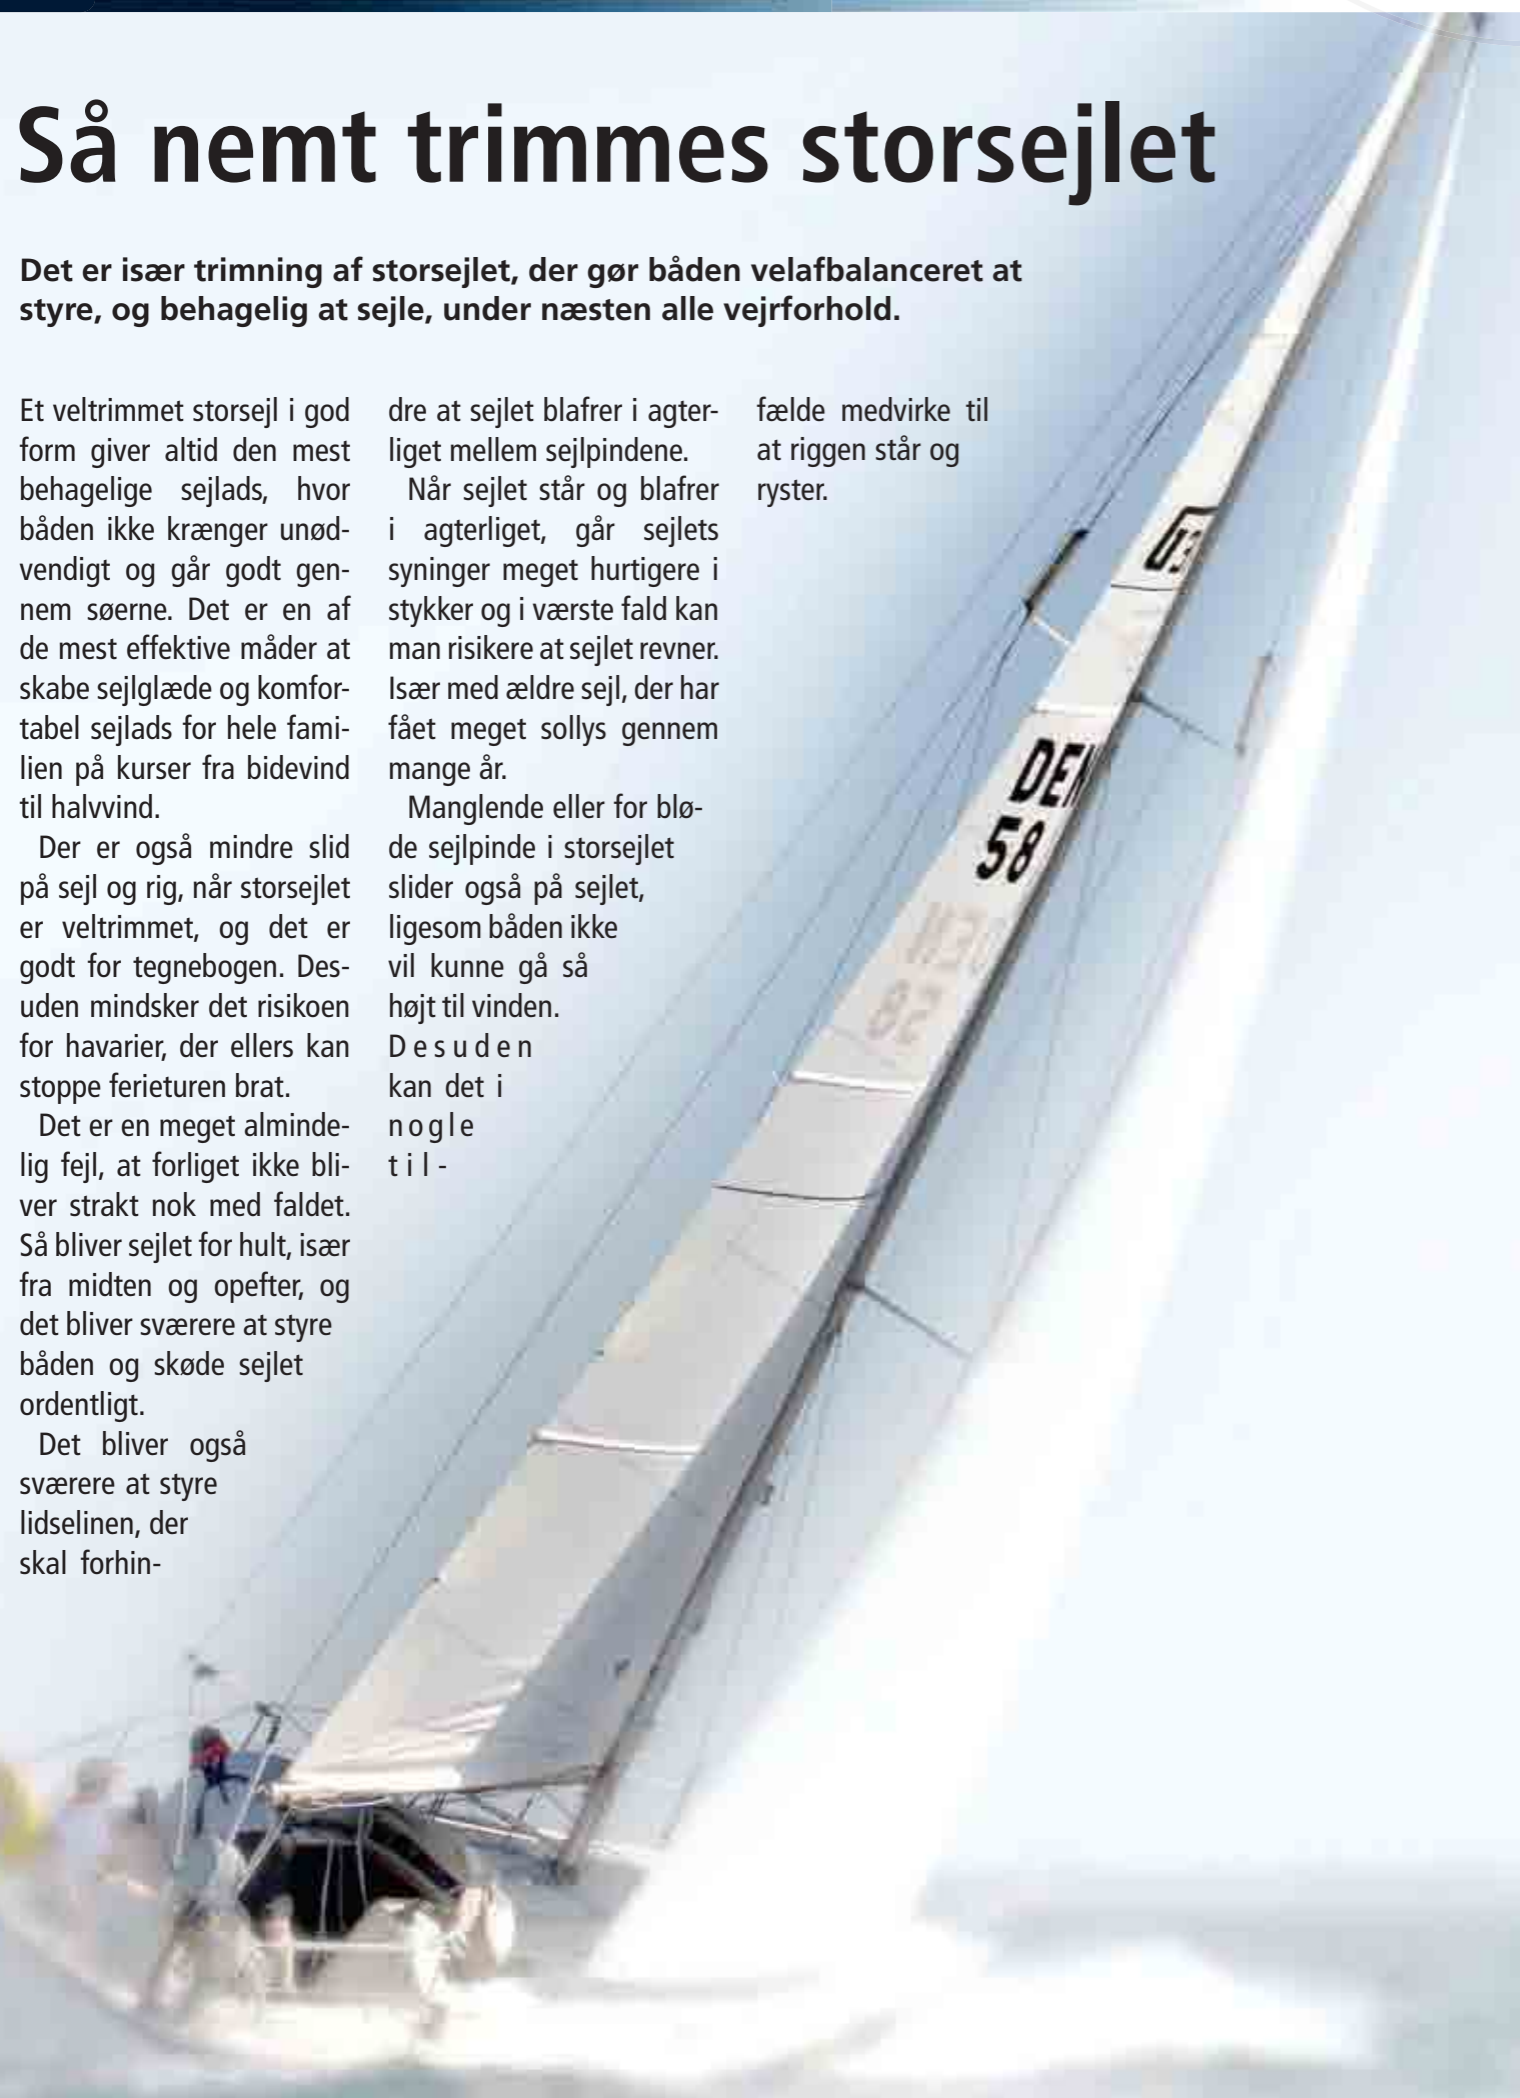 Så nemt trimmes storsejlet
Det er især trimning af storsejlet, der gør båden velafbalanceret at
styre, og behagelig at sejle, under næsten alle vejrforhold.
Et veltrimmet storsejl i god
form giver altid den mest
behagelige sejlads, hvor
båden ikke krænger unød-
vendigt og går godt gen-
nem søerne. Det er en af
de mest effektive måder at
skabe sejlglæde og komfor-
tabel sejlads for hele fami-
lien på kurser fra bidevind
til halvvind.
Der er også mindre slid
på sejl og rig, når storsejlet
er veltrimmet, og det er
godt for tegnebogen. Des-
uden mindsker det risikoen
for havarier, der ellers kan
stoppe ferieturen brat.
Det er en meget alminde-
lig fejl, at forliget ikke bli-
ver strakt nok med faldet.
Så bliver sejlet for hult, især
fra midten og opefter, og
det bliver sværere at styre
båden og skøde sejlet
ordentligt.
Det bliver også
sværere at styre
lidselinen, der
skal forhin-
dre at sejlet blafrer i agter-
liget mellem sejlpindene.
Når sejlet står og blafrer
i agterliget, går sejlets
syninger meget hurtigere i
stykker og i værste fald kan
man risikere at sejlet revner.
Især med ældre sejl, der har
fået meget sollys gennem
mange år.
Manglende eller for blø-
de sejlpinde i storsejlet
slider også på sejlet,
ligesom båden ikke
vil kunne gå så
højt til vinden.
Desuden
kan det i
nogle
til-
fælde medvirke til
at riggen står og
ryster.
DEN
58